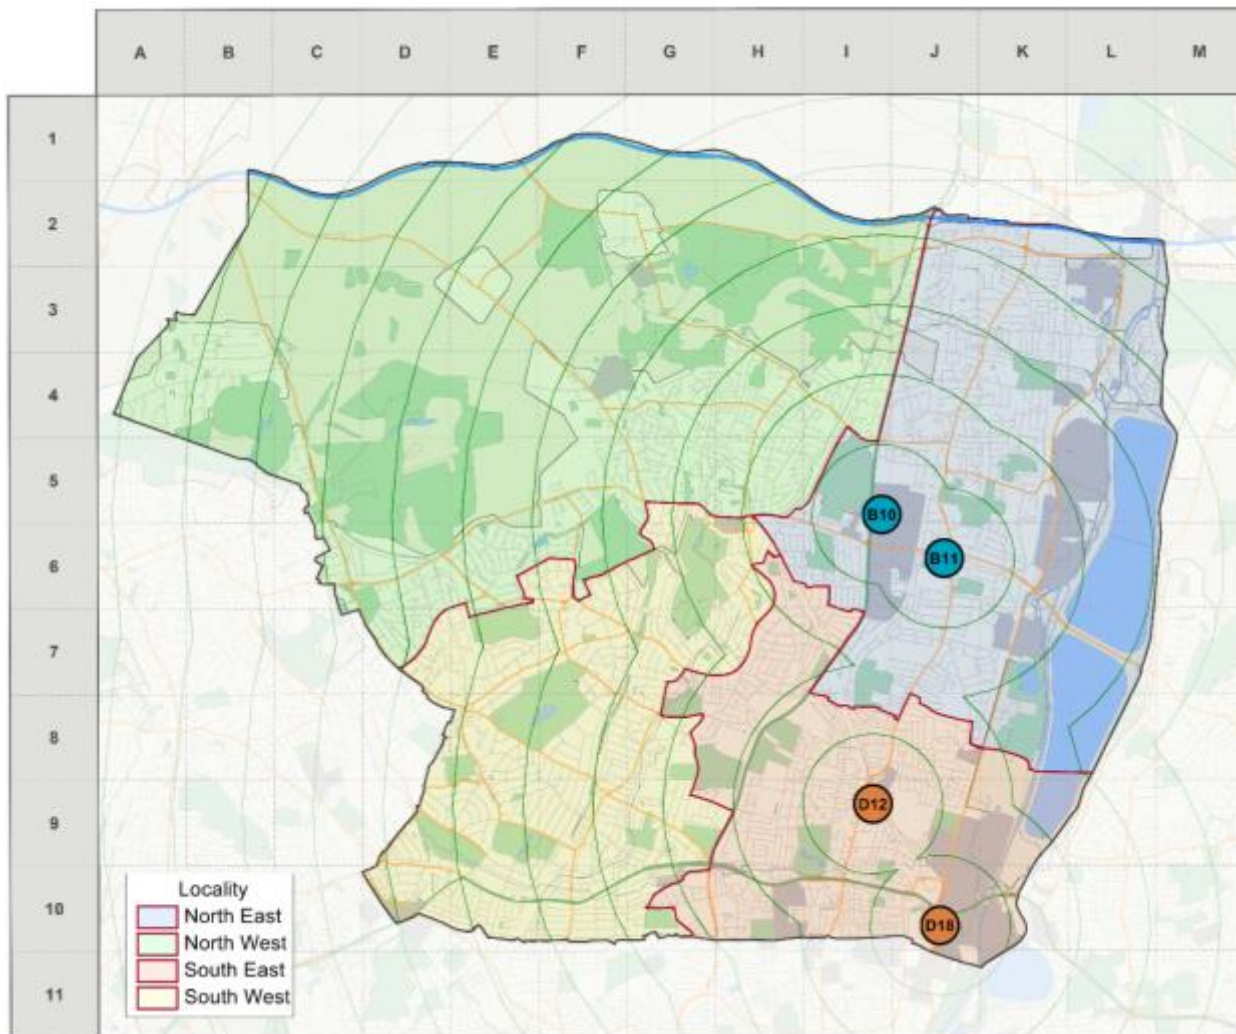 A B C D E F G H I J K L M
1
2
3
4
5
B10
B11
6
7
8
D12
9
10
D18
11
Locality
North East
North West
South East
South West